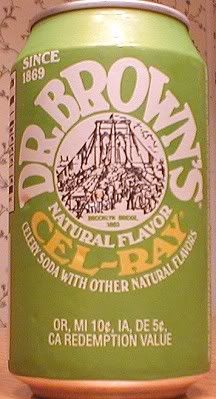 SINCE
1869
DR. BROWN'S®
BROOKLYN BRIDGE
1883
NATURAL FLAVOR
CEL-RAY®
CELERY SODA WITH OTHER NATURAL FLAVORS
OR, MI 10¢, IA, DE 5¢,
CA REDEMPTION VALUE